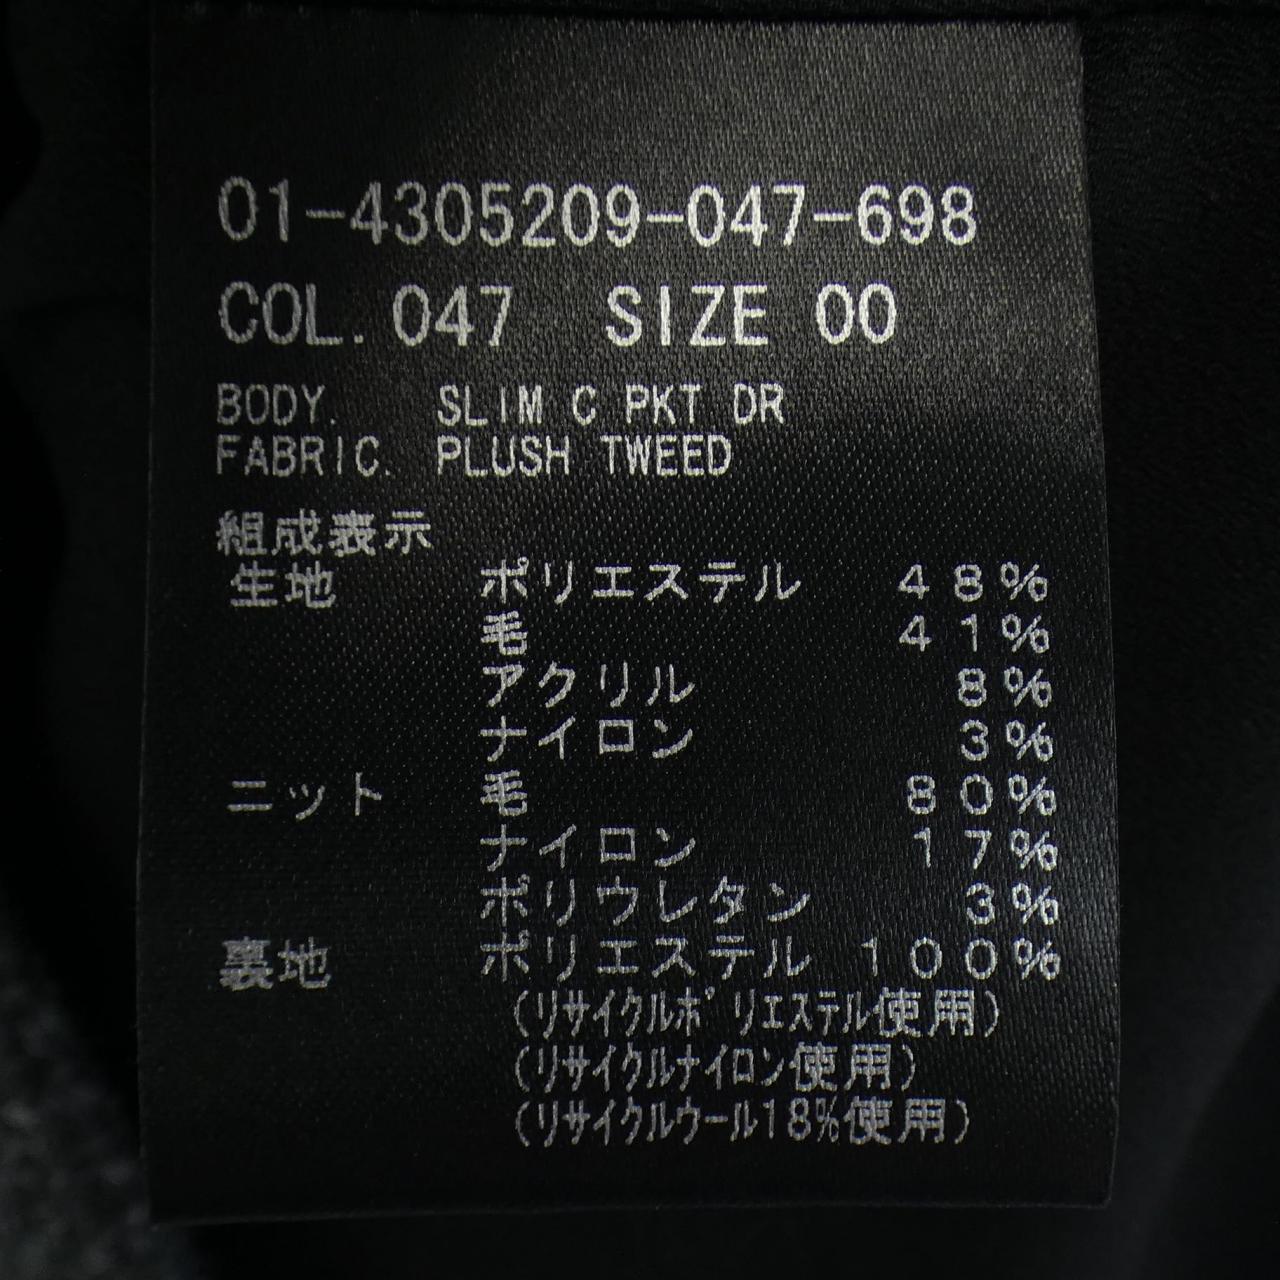 01-4305209-047-698
COL.047 SIZE 00
BODY. SLIM C PKT DR
FABRIC. PLUSH TWEED
組成表示
生地 ポリエステル 48%
毛 41%
アクリル 8%
ナイロン 3%
ニット 毛 80%
ナイロン 17%
ポリウレタン 3%
裏地 ポリエステル 100%
(リサイクルポリエステル使用)
(リサイクルナイロン使用)
(リサイクルウール18%使用)